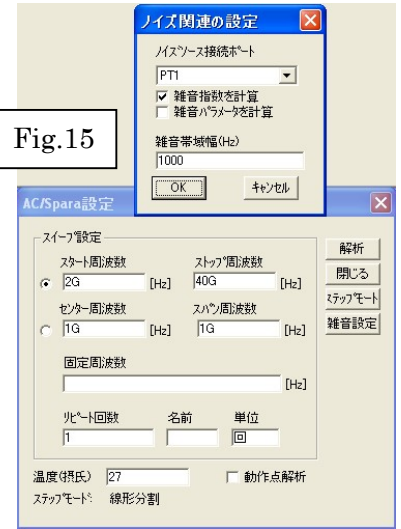 ノイズ関連の設定
ノイズソース接続ポート
PT1
雑音指数を計算
雑音パラメータを計算
雑音帯域幅(Hz)
1000
OK キャンセル
Fig.15
AC/Spara設定
スイープ設定
スタート周波数 ストップ周波数
2G [Hz] 40G [Hz]
センター周波数 スパン周波数
1G [Hz] 1G [Hz]
固定周波数
[Hz]
リピート回数 名前 単位
1 回
解析
閉じる
ステップモード
雑音設定
温度(摂氏) 27 動作点解析
ステップモード: 線形分割